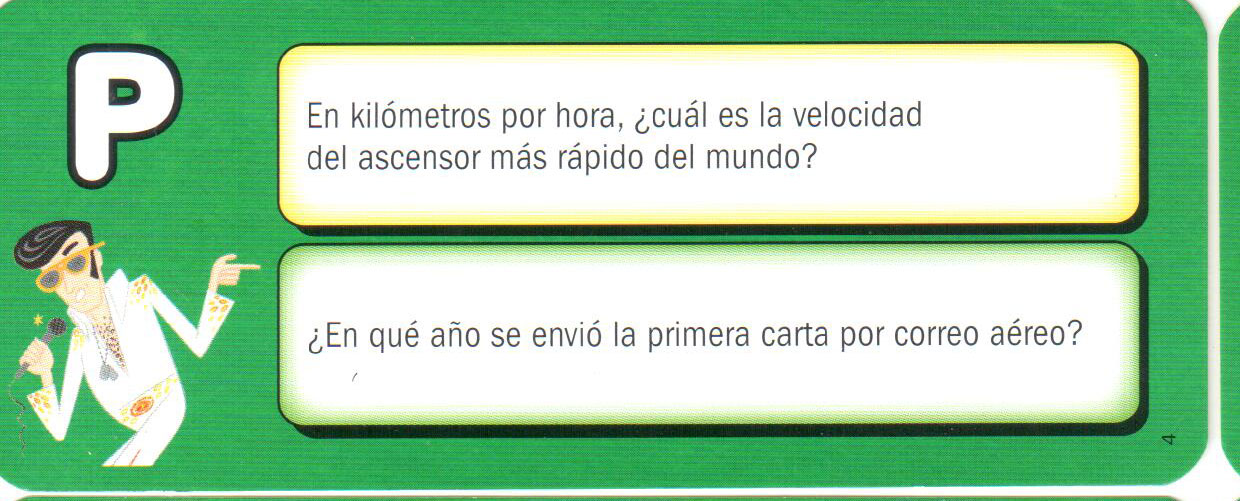 P
En kilómetros por hora, ¿cuál es la velocidad
del ascensor más rápido del mundo?
¿En qué año se envió la primera carta por correo aéreo?
4